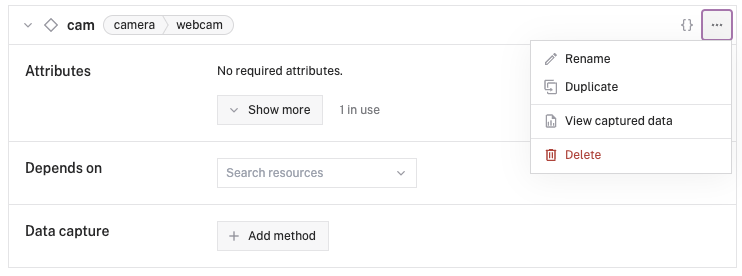 cam camera webcam {} ...
Rename
Attributes No required attributes.
Duplicate
Show more 1 in use
View captured data
Delete
Depends on Search resources
Data capture + Add method